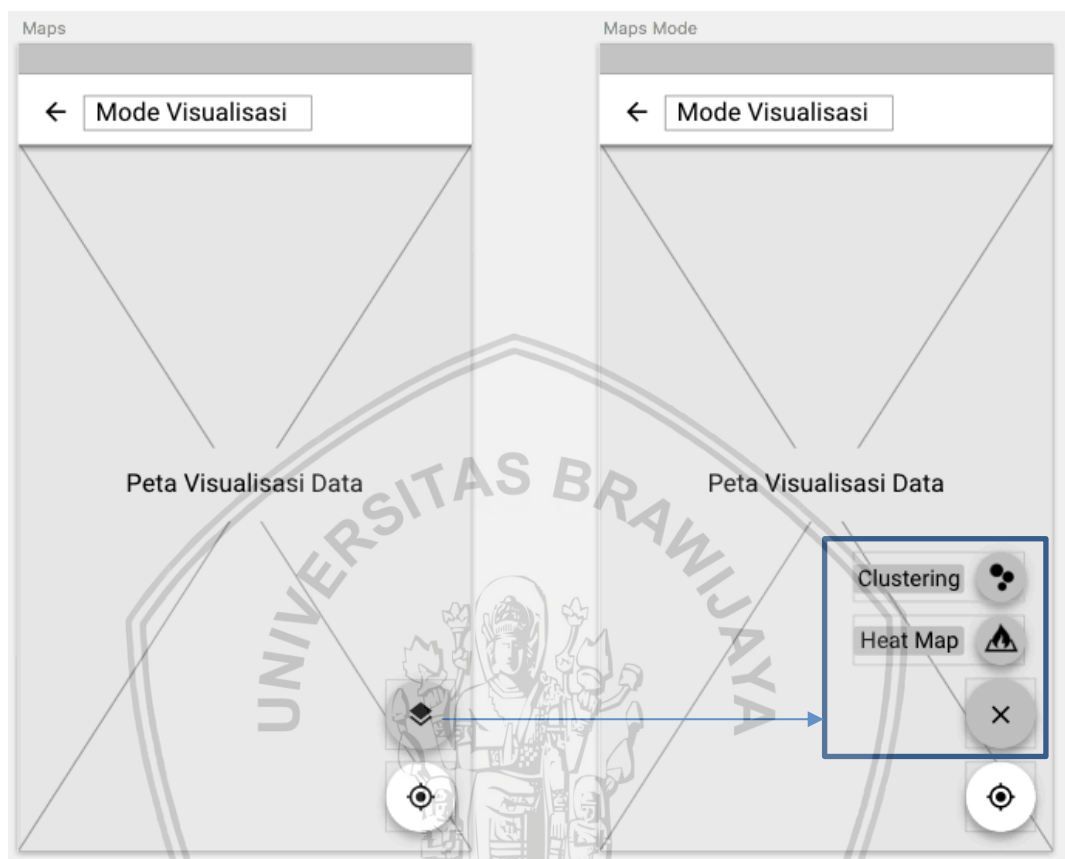 Maps
Mode Visualisasi
Peta Visualisasi Data
Maps Mode
Mode Visualisasi
Peta Visualisasi Data
Clustering
Heat Map
UNIVERSITAS BRAWIJAYA